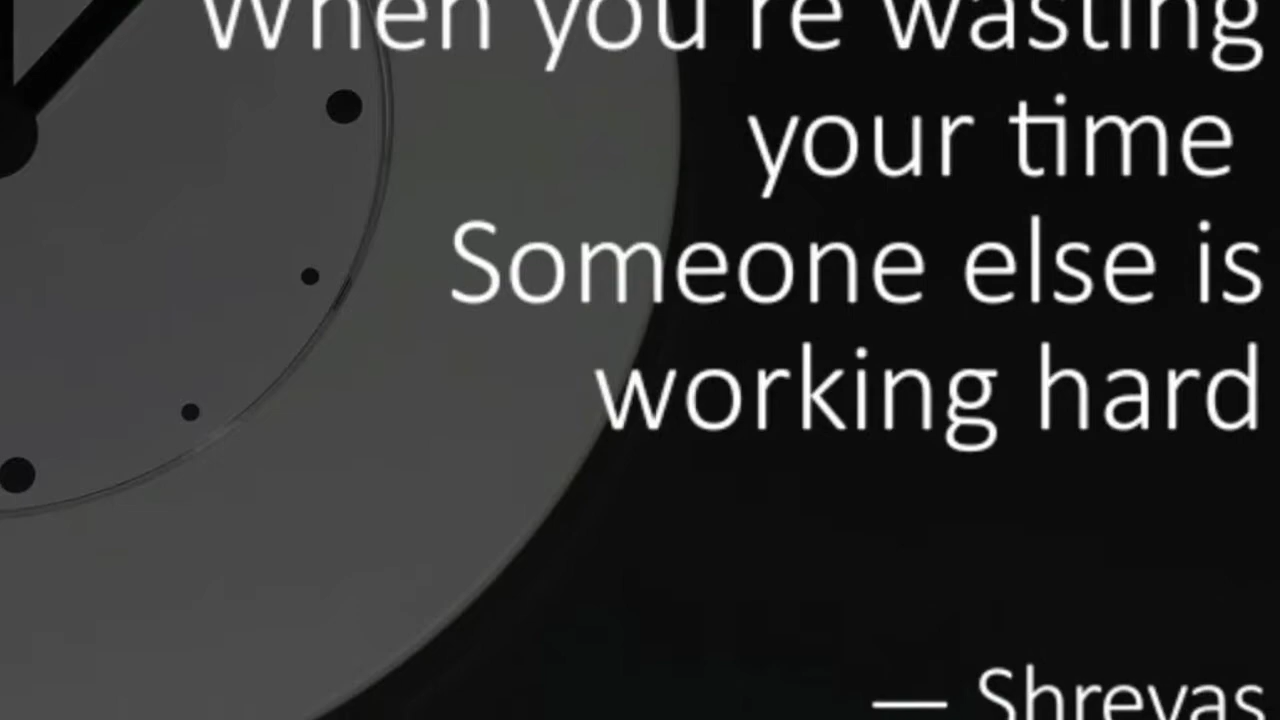 When you're wasting
your time
Someone else is
working hard
— Shreyas